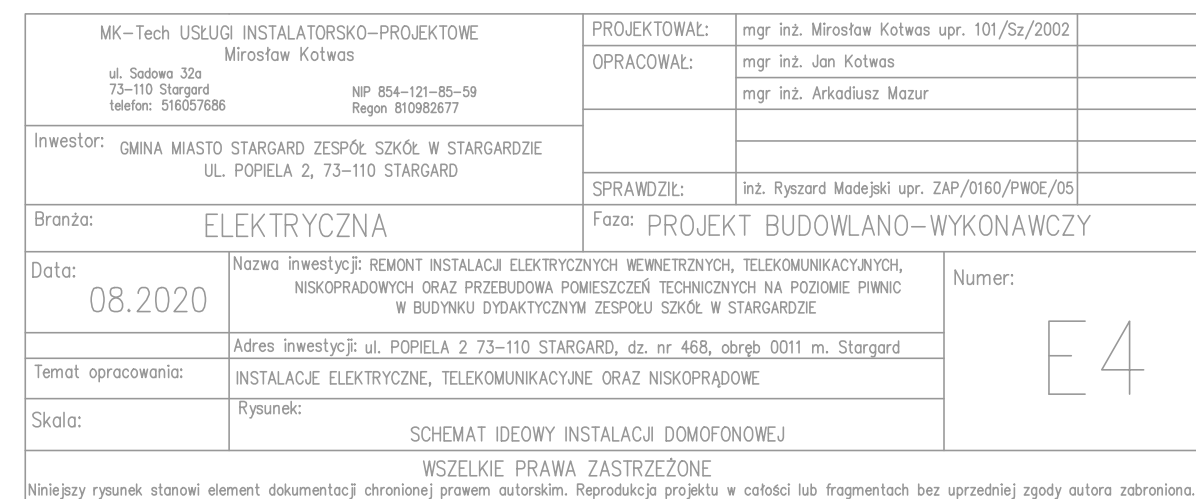 MK-Tech USŁUGI INSTALATORSKO-PROJEKTOWE
Mirosław Kotwas
ul. Sadowa 32a
73-110 Stargard
telefon: 516057686
NIP 854-121-85-59
Regon 810982677
PROJEKTOWAŁ: mgr inż. Mirosław Kotwas upr. 101/Sz/2002
OPRACOWAŁ: mgr inż. Jan Kotwas
mgr inż. Arkadiusz Mazur
SPRAWDZIŁ: inż. Ryszard Madejski upr. ZAP/0160/PWOE/05
Inwestor: GMINA MIASTO STARGARD ZESPÓŁ SZKÓŁ W STARGARDZIE
UL. POPIELA 2, 73-110 STARGARD
Branża: ELEKTRYCZNA
Faza: PROJEKT BUDOWLANO-WYKONAWCZY
Data: 08.2020
Nazwa inwestycji: REMONT INSTALACJI ELEKTRYCZNYCH WEWNETRZNYCH, TELEKOMUNIKACYJNYCH,
NISKOPRADOWYCH ORAZ PRZEBUDOWA POMIESZCZEŃ TECHNICZNYCH NA POZIOMIE PIWNIC
W BUDYNKU DYDAKTYCZNYM ZESPOŁU SZKÓŁ W STARGARDZIE
Numer: E4
Adres inwestycji: ul. POPIELA 2 73-110 STARGARD, dz. nr 468, obręb 0011 m. Stargard
Temat opracowania: INSTALACJE ELEKTRYCZNE, TELEKOMUNIKACYJNE ORAZ NISKOPRĄDOWE
Skala:
Rysunek:
SCHEMAT IDEOWY INSTALACJI DOMOFONOWEJ
WSZELKIE PRAWA ZASTRZEŻONE
Niniejszy rysunek stanowi element dokumentacji chronionej prawem autorskim. Reprodukcja projektu w całości lub fragmentach bez uprzedniej zgody autora zabroniona.